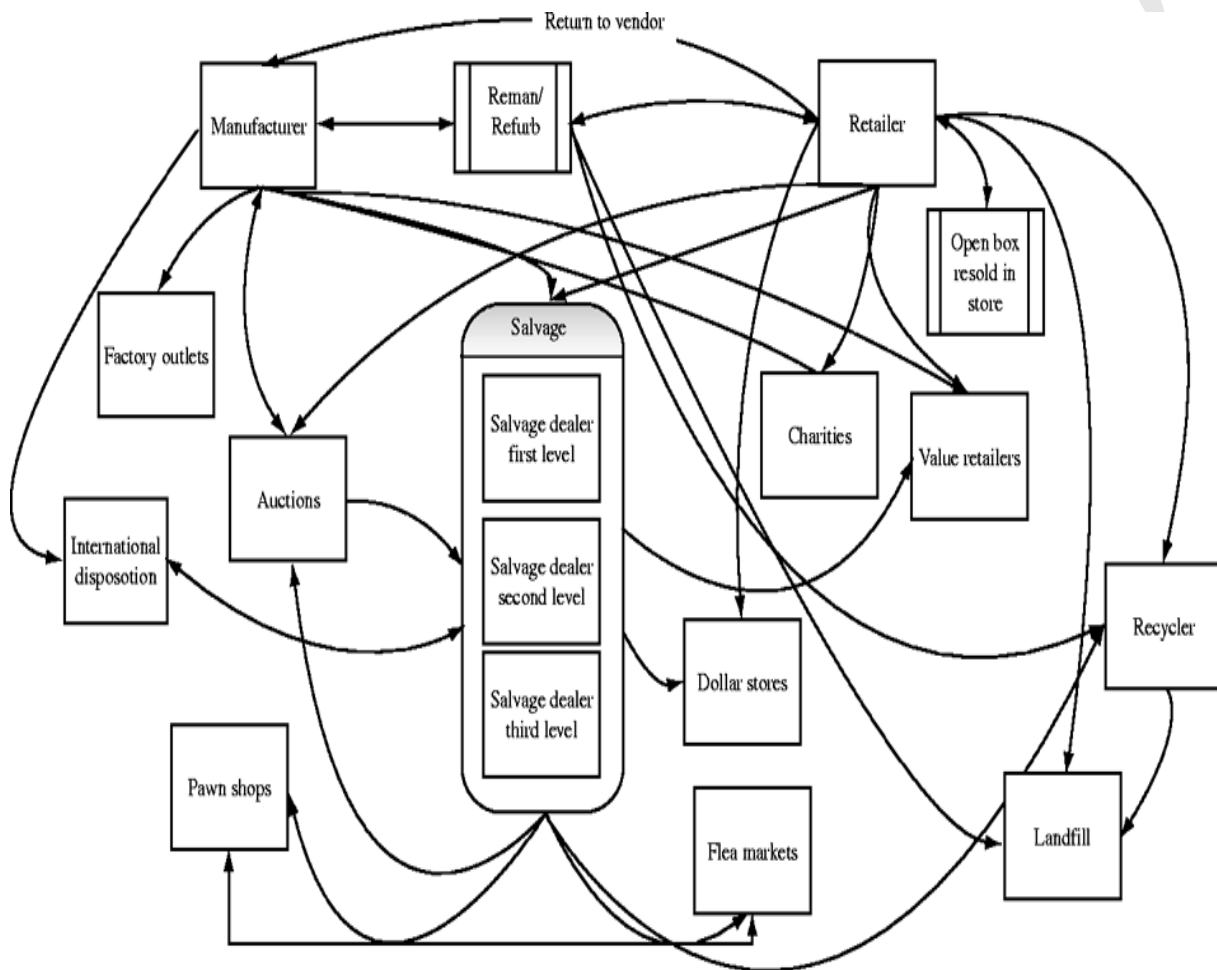 Return to vendor
Manufacturer
Reman/
Refurb
Retailer
Open box
resold in
store
Factory outlets
Salvage
Salvage dealer
first level
Charities
Value retailers
Auctions
International
disposotion
Salvage dealer
second level
Recycler
Dollar stores
Salvage dealer
third level
Pawn shops
Flea markets
Landfill